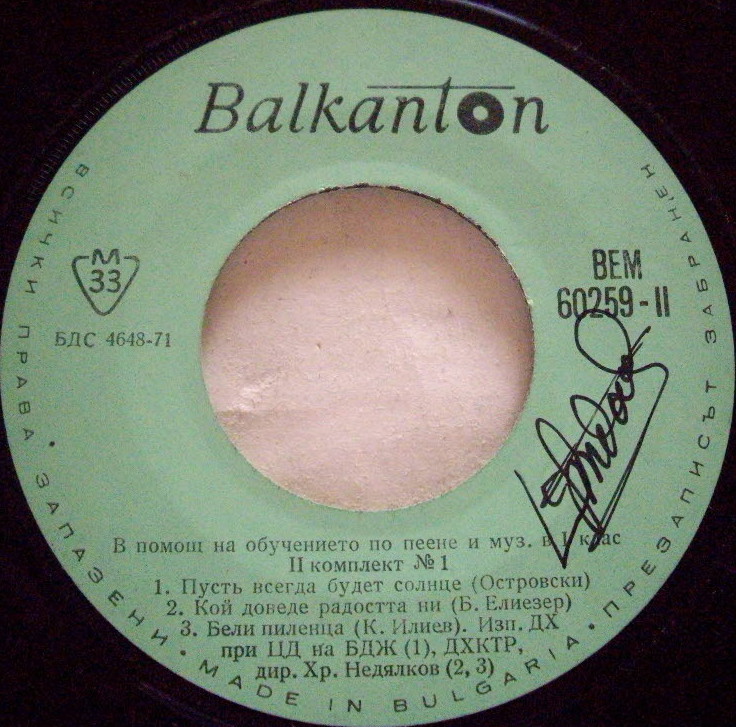 Balkanton
ВСИЧКИ ПРАВА • ЗАПАЗЕНИ • MADE IN BULGARIA • ПРЕЗАПИСЪТ ЗАБРАНЕН
М
33
БДС 4648-71
ВЕМ
60259-II
В помощ на обучението по пеене и муз. в I клас
II комплект №1
1. Пусть всегда будет солнце (Островски)
2. Кой доведе радостта ни (Б. Елиезер)
3. Бели пиленца (К. Илиев). Изп. ДХ
при ЦД на БДЖ (1), ДХКТР,
дир. Хр. Недялков (2, 3)